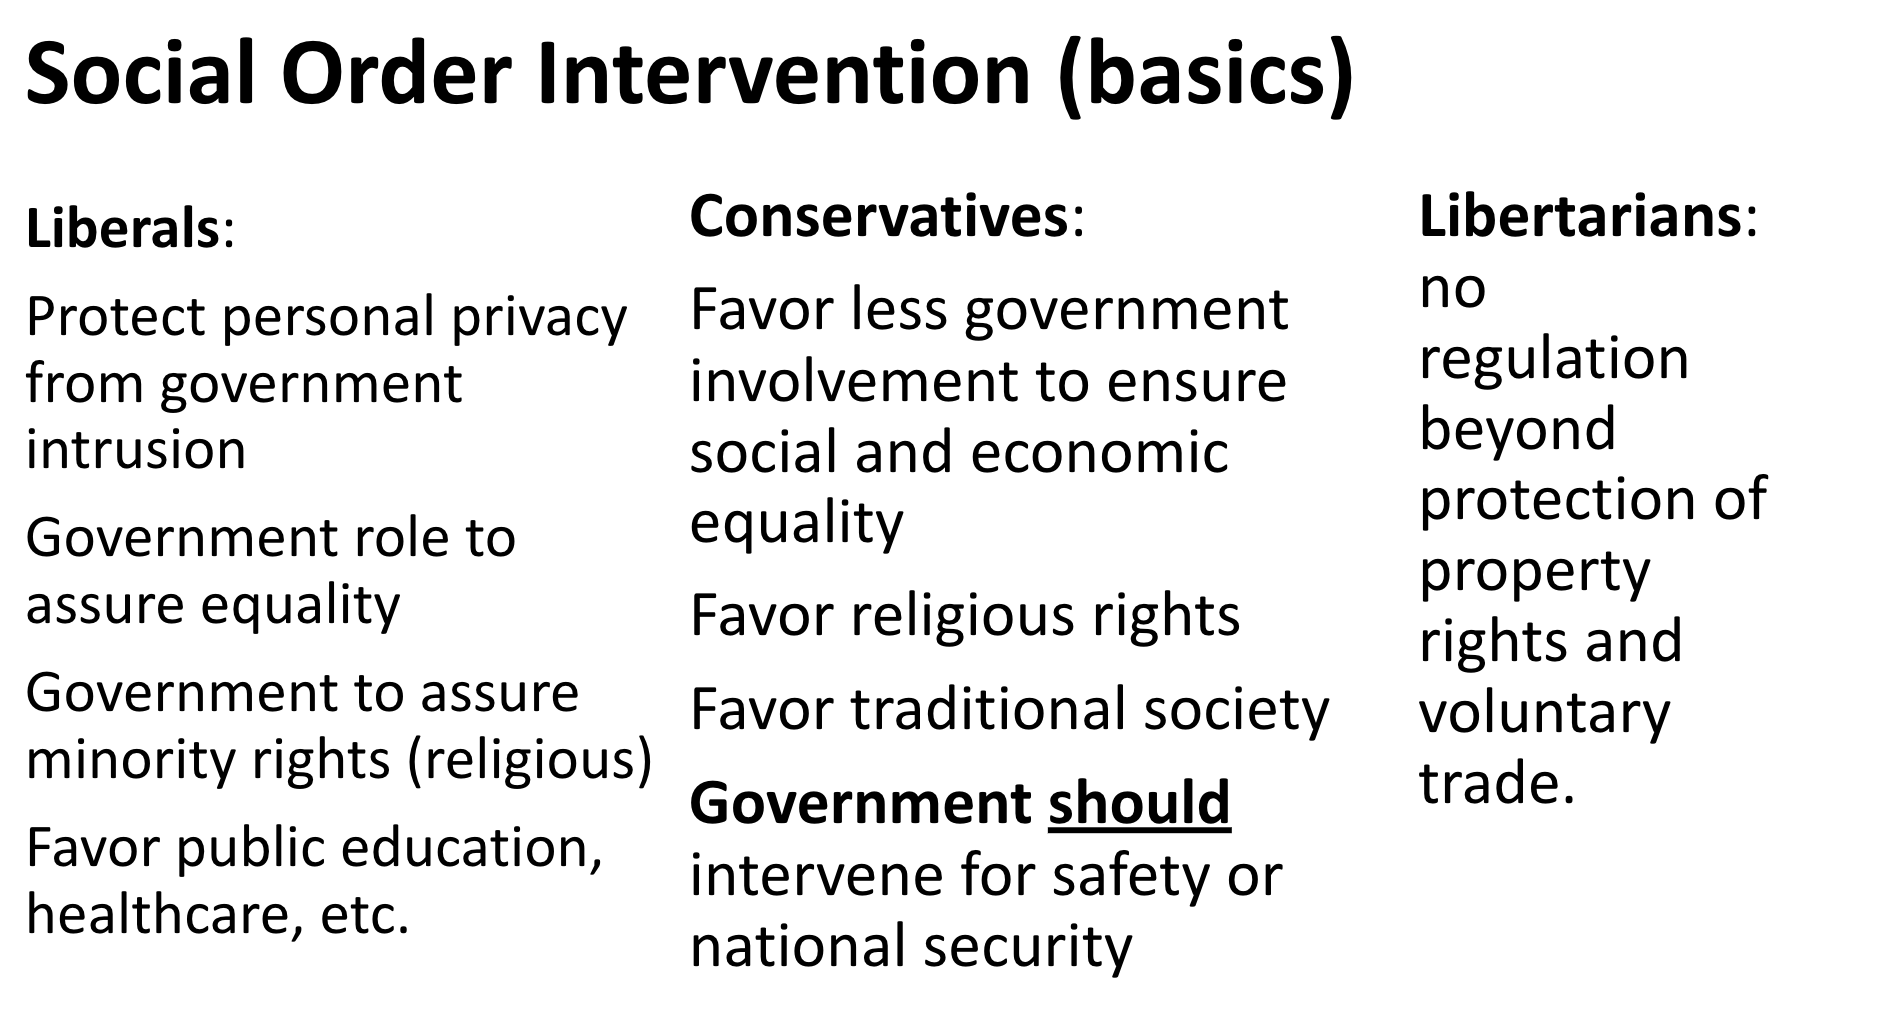 Social Order Intervention (basics)
Liberals:
Protect personal privacy
from government
intrusion
Government role to
assure equality
Government to assure
minority rights (religious)
Favor public education,
healthcare, etc.
Conservatives:
Favor less government
involvement to ensure
social and economic
equality
Favor religious rights
Favor traditional society
Government should
intervene for safety or
national security
Libertarians:
no
regulation
beyond
protection of
property
rights and
voluntary
trade.